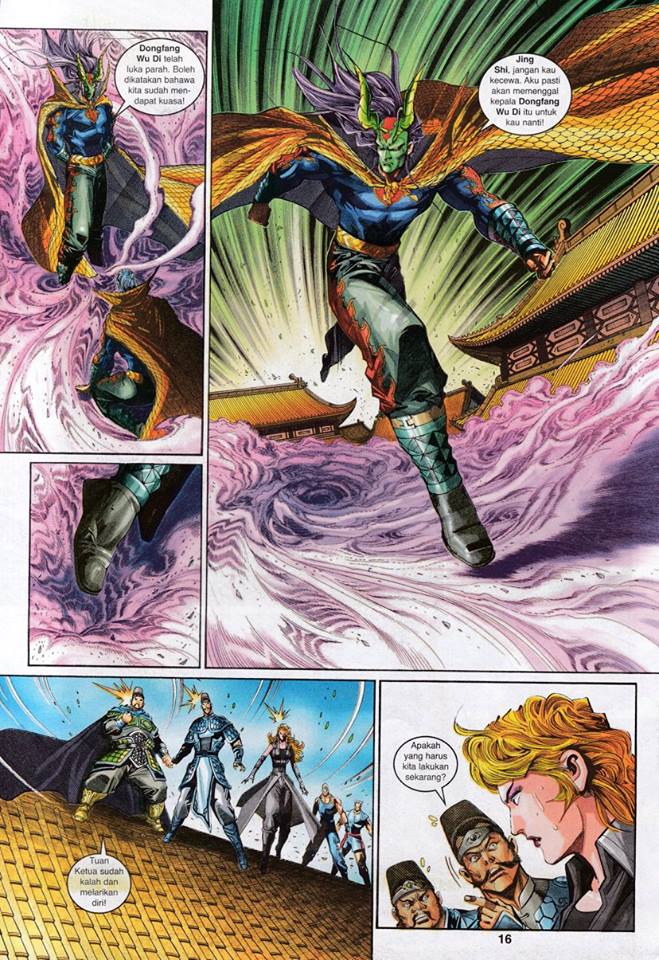 Dongfang
Wu Di telah
luka parah. Boleh
dikatakan bahawa
kita sudah men-
dapat kuasa!
Jing
Shi, jangan kau
kecewa. Aku pasti
akan memenggal
kepala Dongfang
Wu Di itu untuk
kau nanti!
Tuan
Ketua sudah
kalah dan
melarikan
diri!
Apakah
yang harus
kita lakukan
sekarang?
16